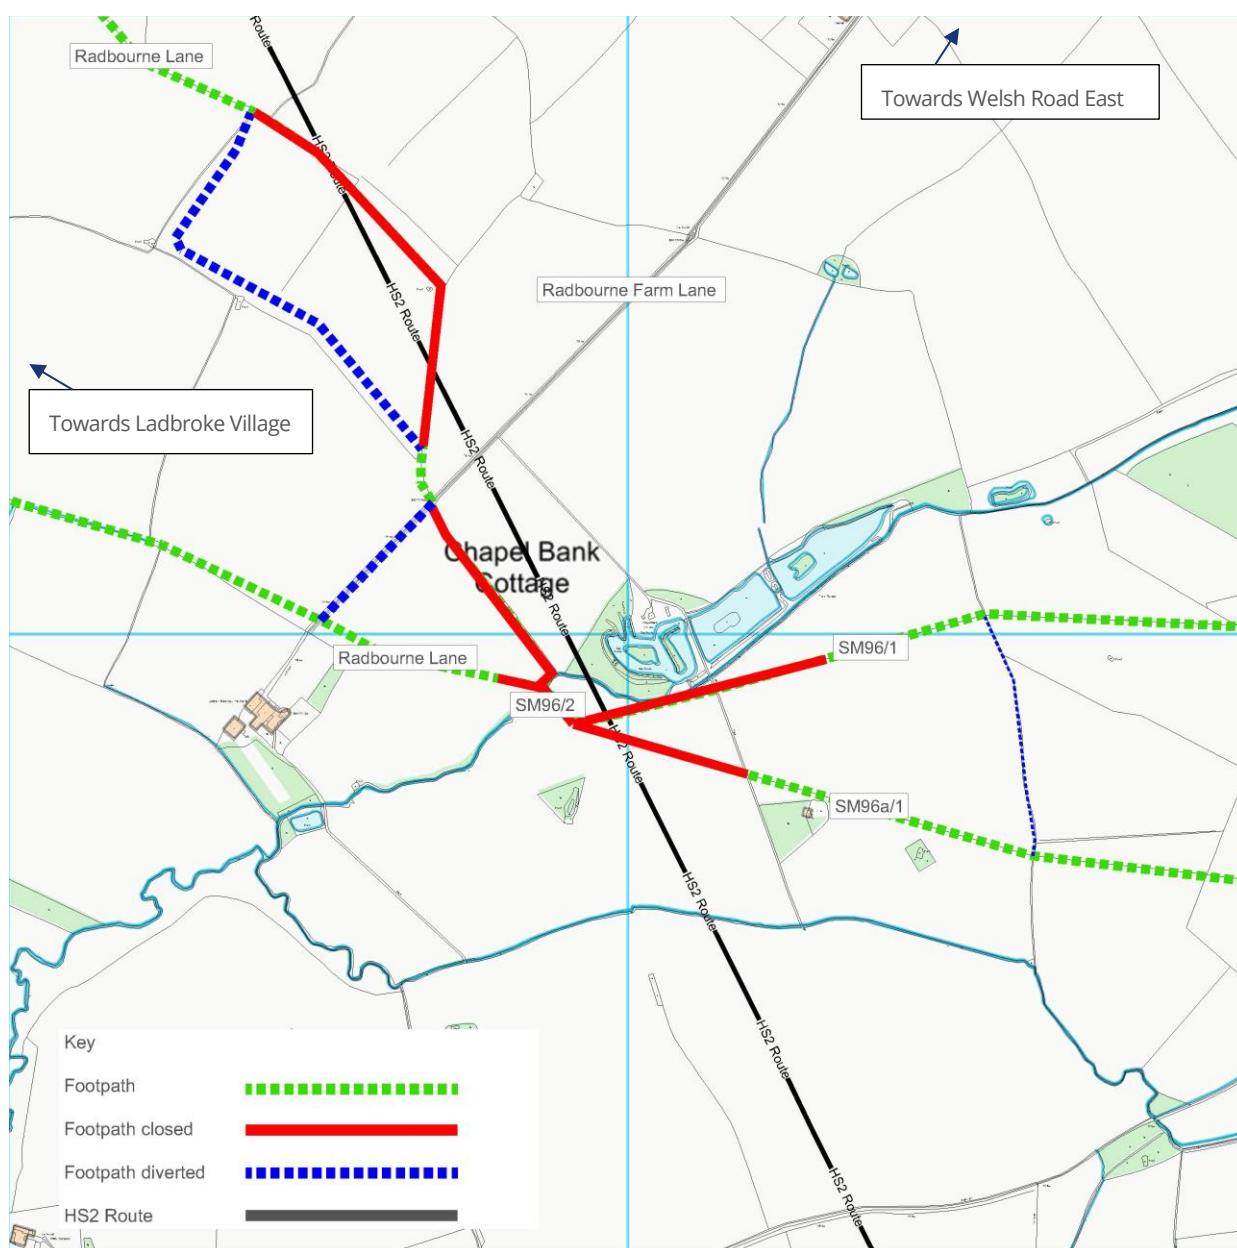 Route
Radbourne Lane
Towards Welsh Road East
HS2 Route
HS2 Route
Radbourne Farm Lane
Towards Ladbroke Village
HS2 Route
Chapel Bank
Cottage
HS2 Route
SM96/1
Radbourne Lane
SM96/2
HS2 Route
SM96a/1
HS2 Route
HS2 Route
Key
Footpath
Footpath closed
Footpath diverted
HS2 Route
HS2 Route